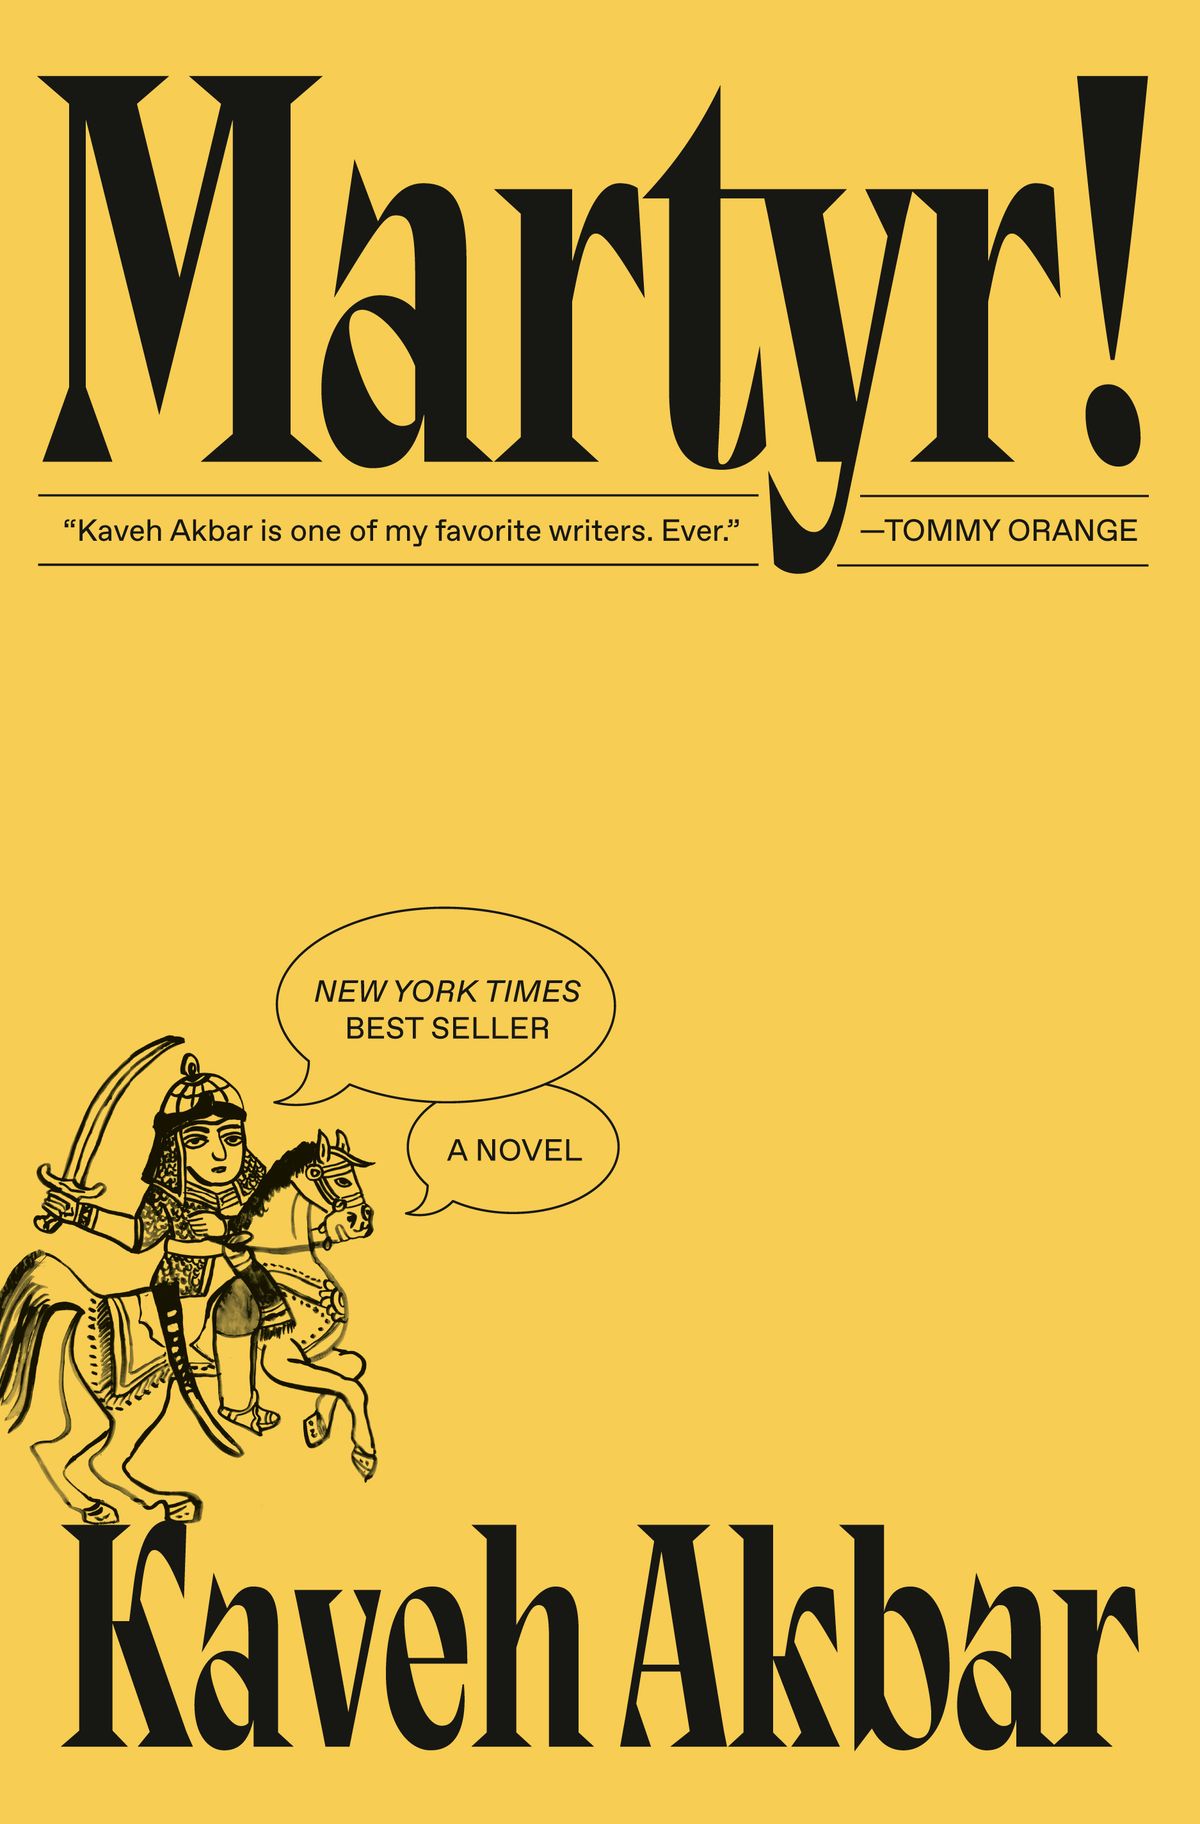 Martyr!
“Kaveh Akbar is one of my favorite writers. Ever.” —TOMMY ORANGE
NEW YORK TIMES
BEST SELLER
A NOVEL
Kaveh Akbar